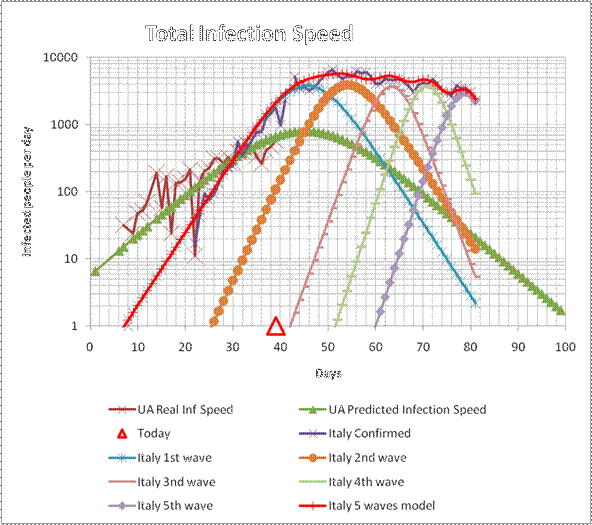 Total Infection Speed
10000
1000
100
10
1
Infected people per day
0 10 20 30 40 50 60 70 80 90 100
Days
UA Real Inf Speed
UA Predicted Infection Speed
Today
Italy Confirmed
Italy 1st wave
Italy 2nd wave
Italy 3nd wave
Italy 4th wave
Italy 5th wave
Italy 5 waves model